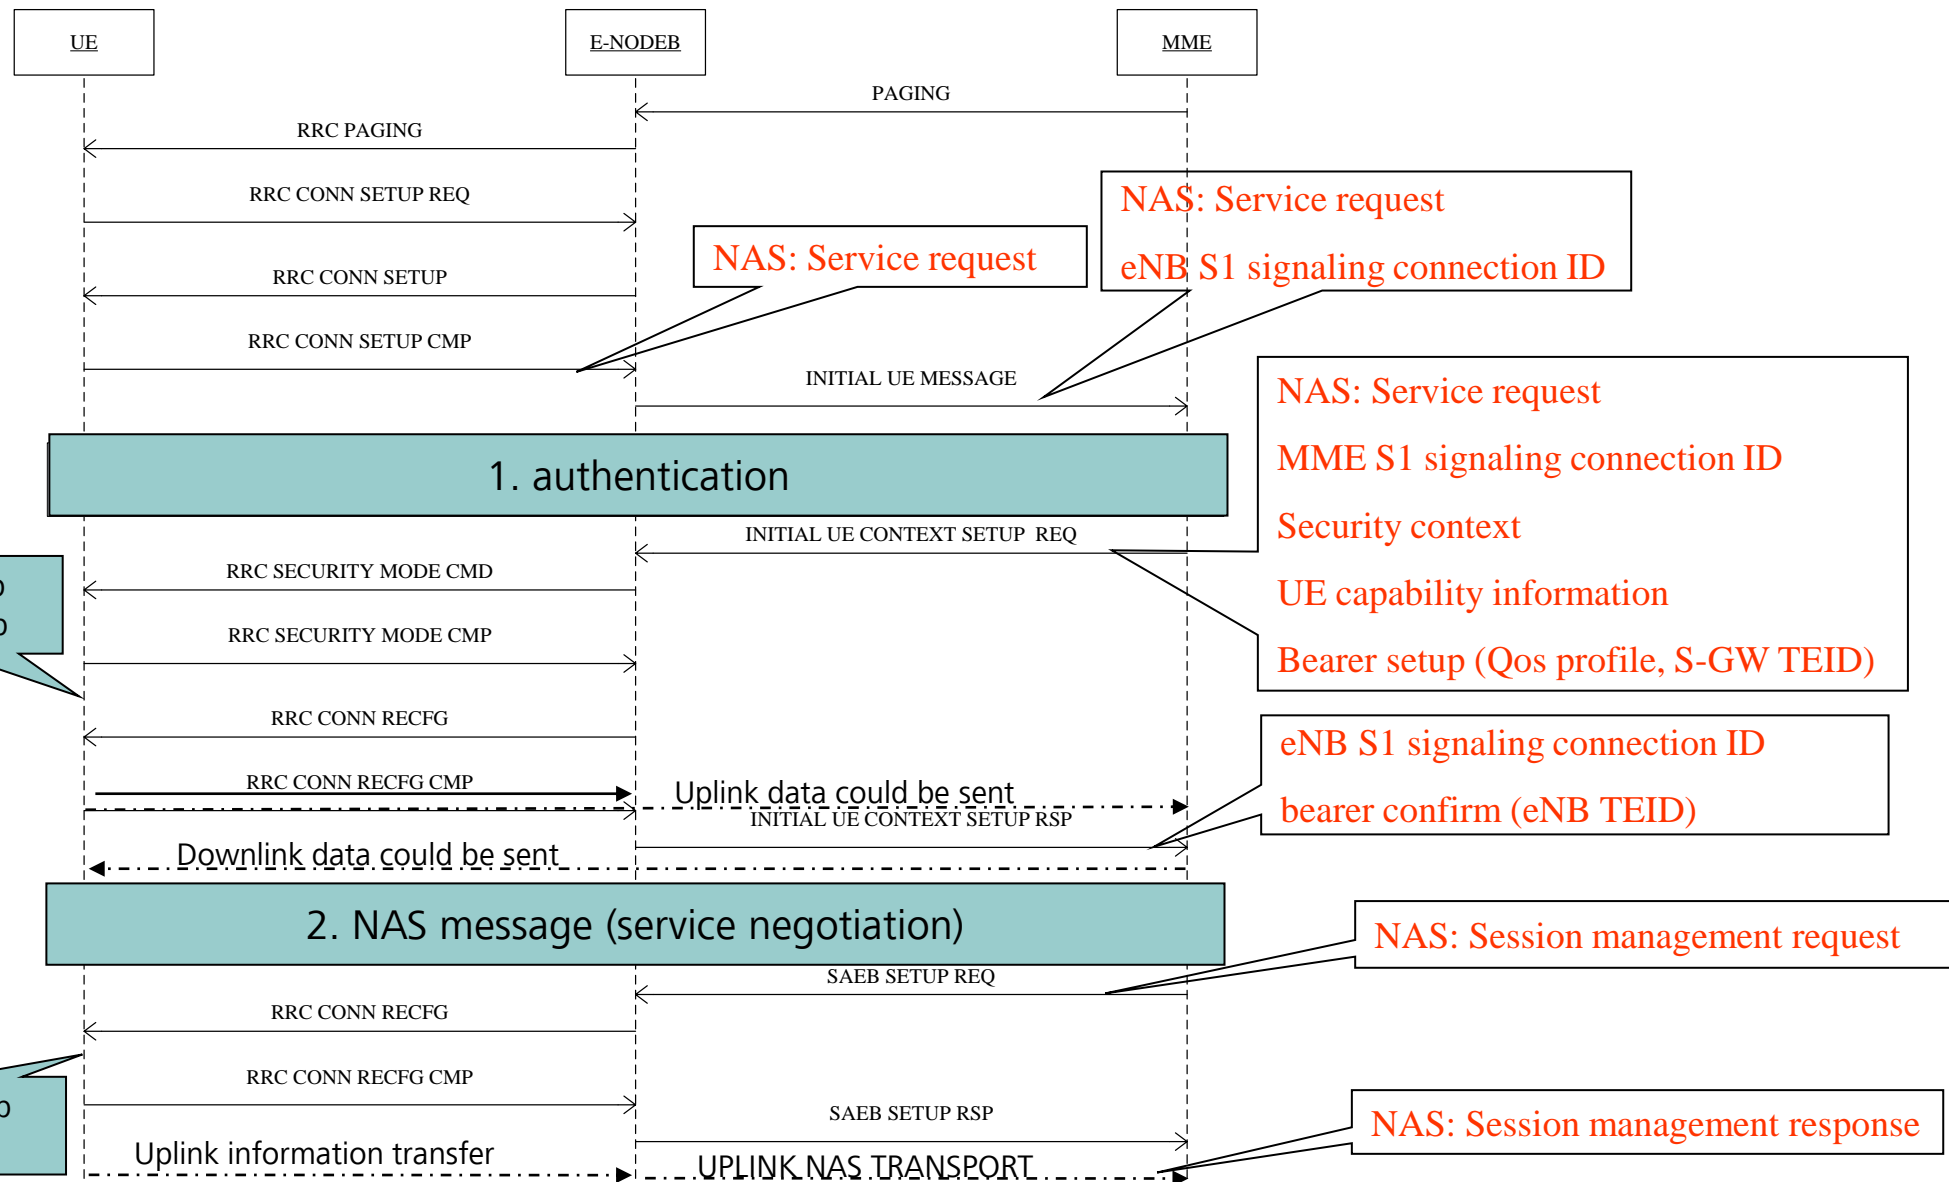 UE
E-NODEB
MME
PAGING
RRC PAGING
RRC CONN SETUP REQ
NAS: Service request
eNB S1 signaling connection ID
NAS: Service request
RRC CONN SETUP
RRC CONN SETUP CMP
INITIAL UE MESSAGE
NAS: Service request
MME S1 signaling connection ID
Security context
UE capability information
Bearer setup (Qos profile, S-GW TEID)
1. authentication
INITIAL UE CONTEXT SETUP REQ
RRC SECURITY MODE CMD
RRC SECURITY MODE CMP
RRC CONN RECFG
eNB S1 signaling connection ID
bearer confirm (eNB TEID)
RRC CONN RECFG CMP
Uplink data could be sent
INITIAL UE CONTEXT SETUP RSP
Downlink data could be sent
2. NAS message (service negotiation)
NAS: Session management request
SAEB SETUP REQ
RRC CONN RECFG
RRC CONN RECFG CMP
SAEB SETUP RSP
NAS: Session management response
Uplink information transfer
UPLINK NAS TRANSPORT